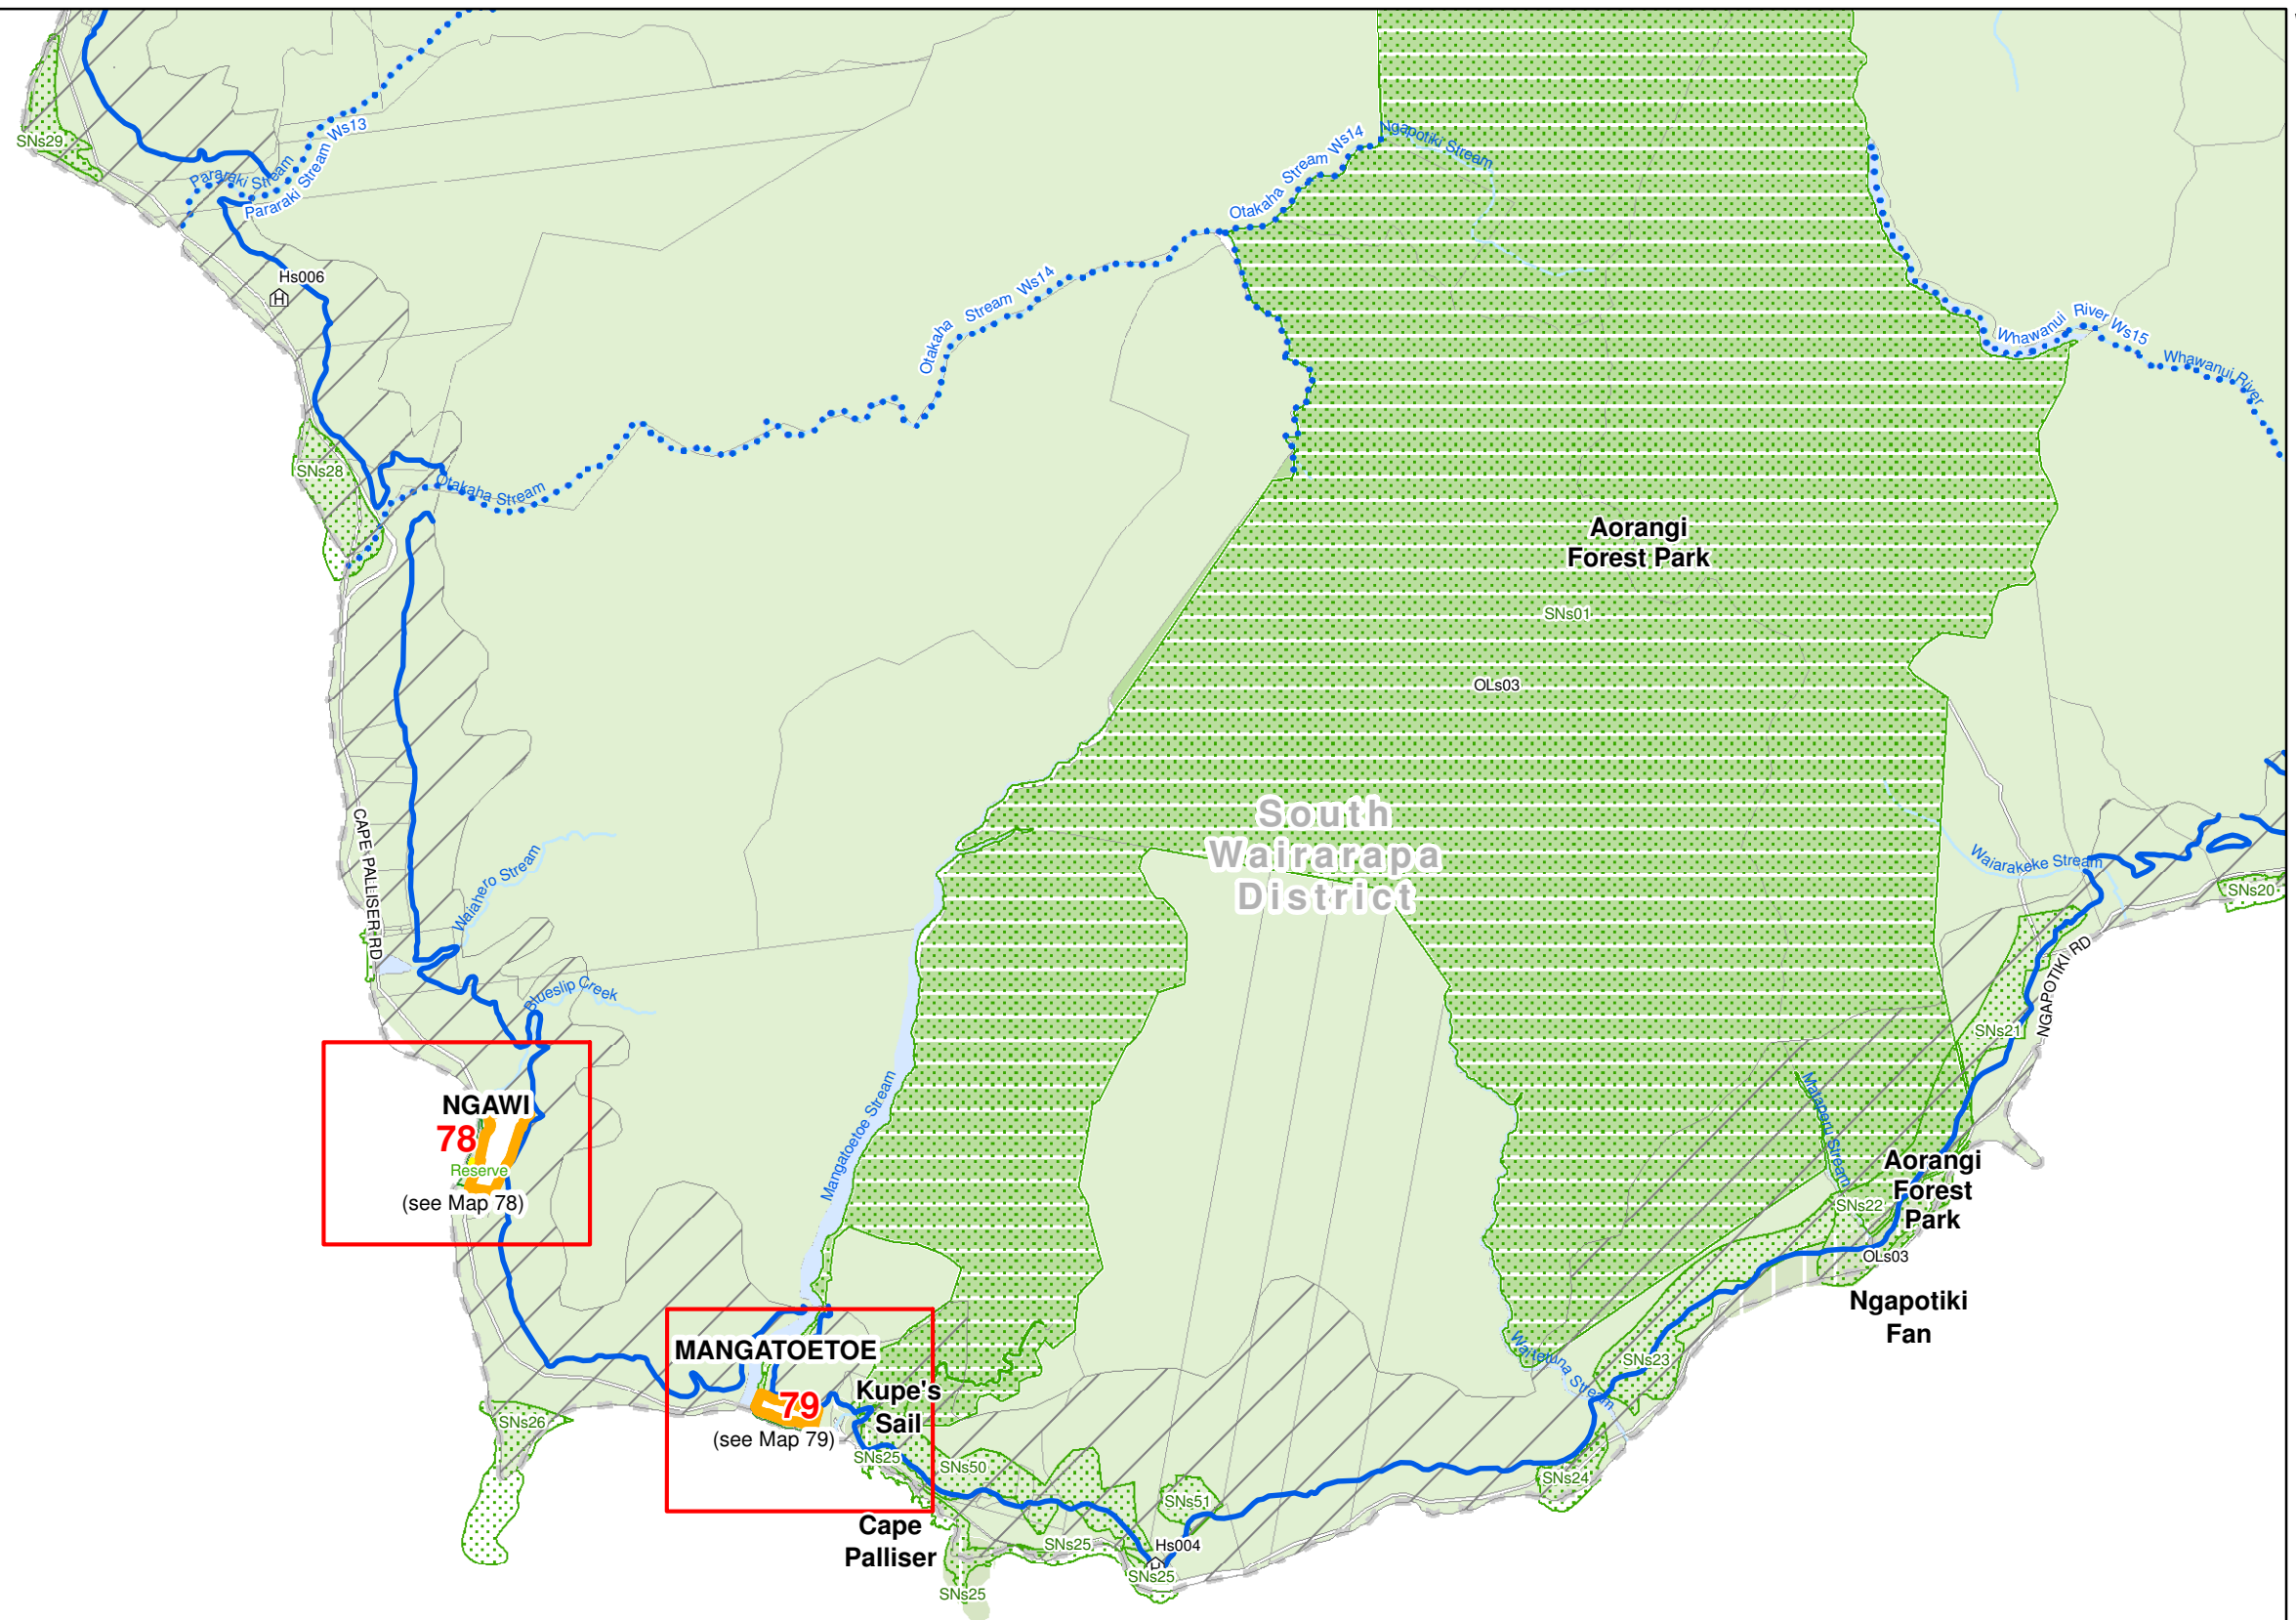 SNs29
Pararaki Stream
Pararaki Stream Ws13
Hs006
H
Otakaha Stream Ws14
Ngapotiki Stream
Otakaha Stream Ws14
Whawanui River Ws15
Whawanui River
SNs28
Otakaha Stream
Aorangi
Forest Park
SNs01
OLs03
South
Wairarapa
District
CAPE PALLISER RD
Waiahero Stream
Waiarakeke Stream
SNs20
Blueslip Creek
SNs21
NGAPOTIKI RD
NGAWI
78
Reserve
(see Map 78)
Mangatoetoe Stream
Mataperu Stream
Aorangi
Forest
Park
SNs22
OLs03
Ngapotiki
Fan
MANGATOETOE
79
(see Map 79)
Kupe's
Sail
Waitetuna Stream
SNs23
SNs26
SNs25
SNs50
SNs24
SNs51
Cape
Palliser
SNs25
Hs004
H
SNs25
SNs25